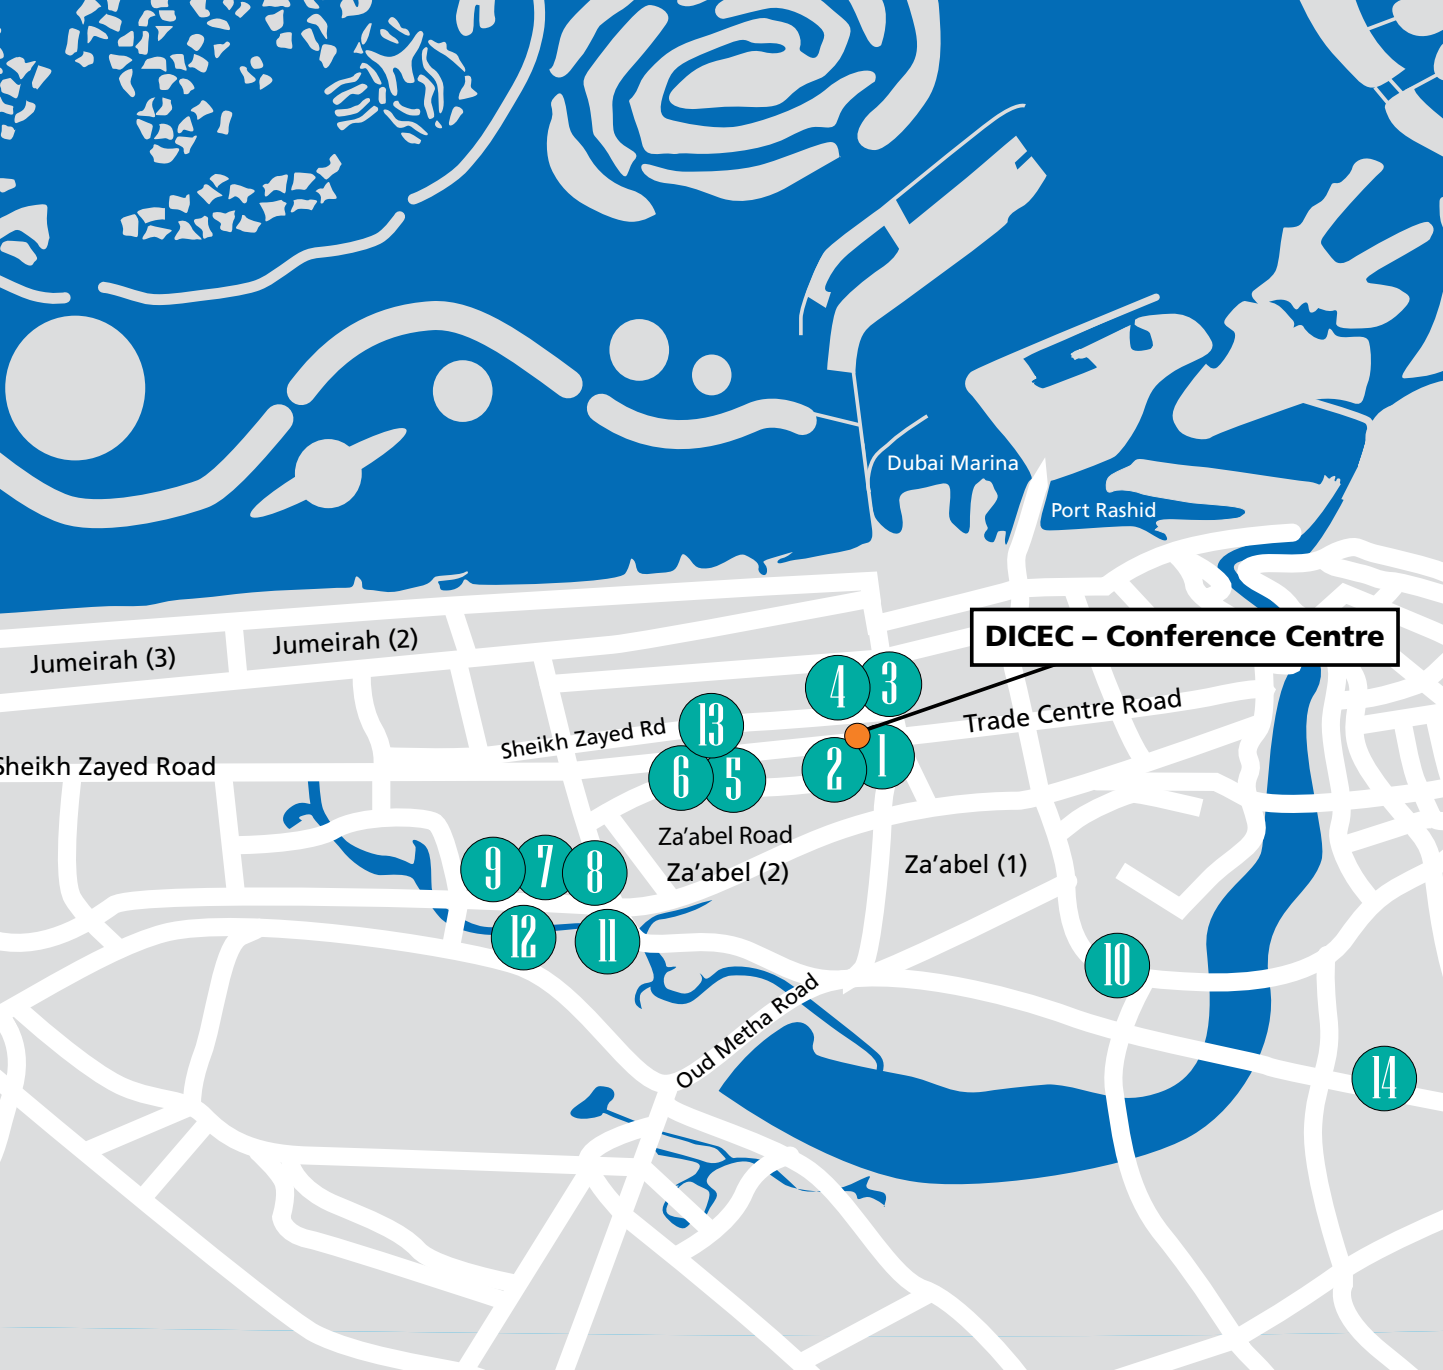 Dubai Marina
Port Rashid
DICEC – Conference Centre
Jumeirah (3)
Jumeirah (2)
4
3
Trade Centre Road
13
Sheikh Zayed Rd
Sheikh Zayed Road
6
5
2
1
Za’abel Road
Za’abel (2)
Za’abel (1)
9
7
8
12
11
10
Oud Metha Road
14